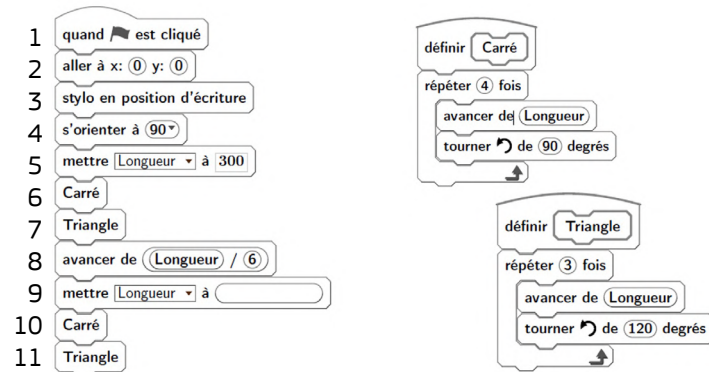 1 quand est cliqué
2 aller à x: 0 y: 0
3 stylo en position d'écriture
4 s'orienter à 90
5 mettre Longueur à 300
6 Carré
7 Triangle
8 avancer de Longueur / 6
9 mettre Longueur à
10 Carré
11 Triangle
définir Carré
répéter 4 fois
avancer de Longueur
tourner de 90 degrés
définir Triangle
répéter 3 fois
avancer de Longueur
tourner de 120 degrés